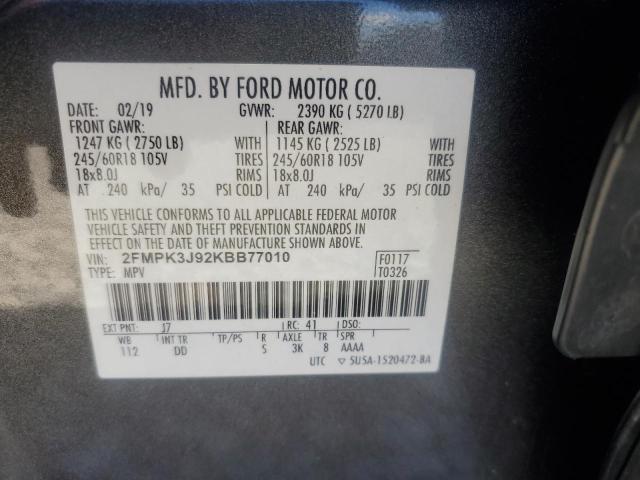 MFD. BY FORD MOTOR CO.
DATE: 02/19 GVWR: 2390 KG ( 5270 LB)
FRONT GAWR: REAR GAWR:
1247 KG ( 2750 LB) WITH 1145 KG ( 2525 LB) WITH
245/60R18 105V TIRES 245/60R18 105V TIRES
18x8.0J RIMS 18x8.0J RIMS
AT 240 kPa/ 35 PSI COLD AT 240 kPa/ 35 PSI COLD
THIS VEHICLE CONFORMS TO ALL APPLICABLE FEDERAL MOTOR
VEHICLE SAFETY AND THEFT PREVENTION STANDARDS IN
EFFECT ON THE DATE OF MANUFACTURE SHOWN ABOVE.
VIN: 2FMPK3J92KBB77010 F0117
TYPE: MPV T0326
EXT PNT: J7 RC: 41 DSO:
WB INT TR TP/PS R AXLE TR SPR
112 DD S 3K 8 AAAA
UTC ▽ 5USA-1520472-BA